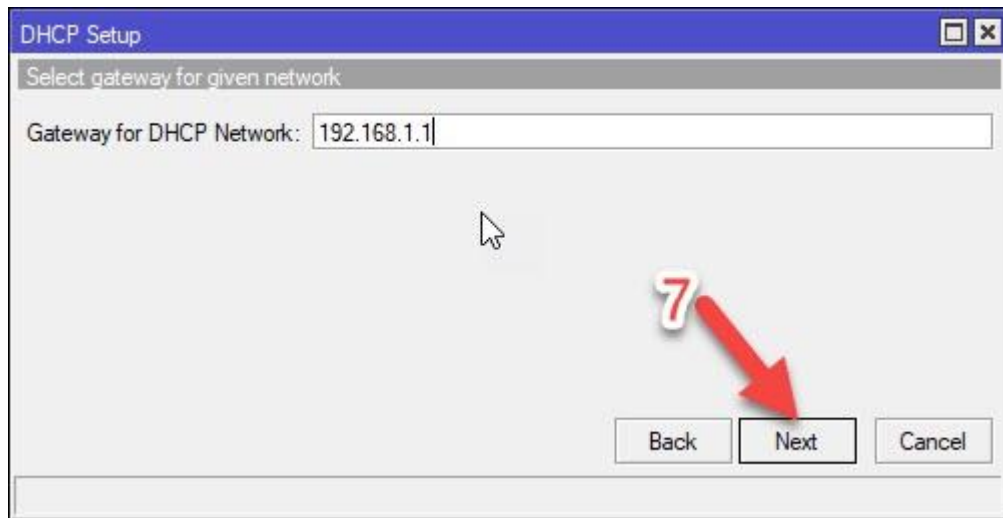 DHCP Setup
Select gateway for given network
Gateway for DHCP Network: 192.168.1.1
7
Back Next Cancel